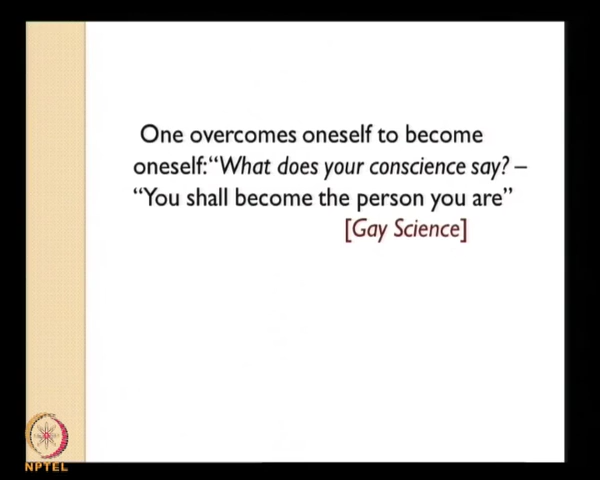 One overcomes oneself to become
oneself:“What does your conscience say? –
“You shall become the person you are”
[Gay Science]
NPTEL